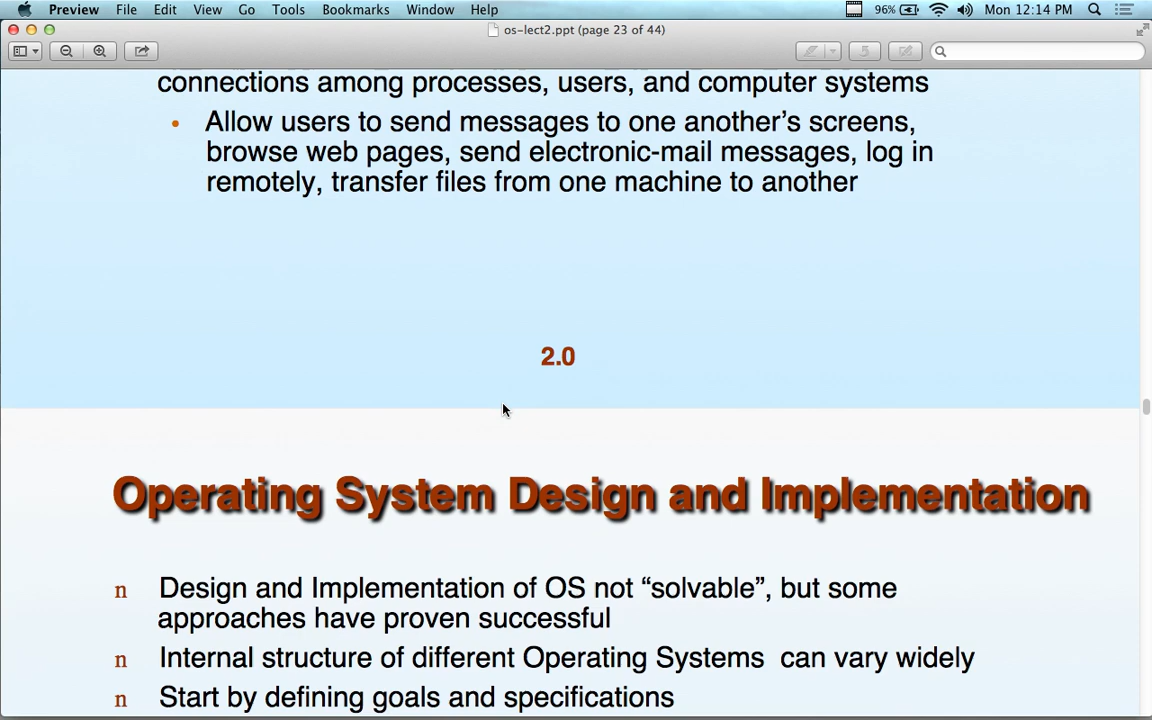 Preview File Edit View Go Tools Bookmarks Window Help 96% Mon 12:14 PM
os-lect2.ppt (page 23 of 44)
connections among processes, users, and computer systems
• Allow users to send messages to one another’s screens,
browse web pages, send electronic-mail messages, log in
remotely, transfer files from one machine to another
2.0
Operating System Design and Implementation
n Design and Implementation of OS not “solvable”, but some
approaches have proven successful
n Internal structure of different Operating Systems can vary widely
n Start by defining goals and specifications